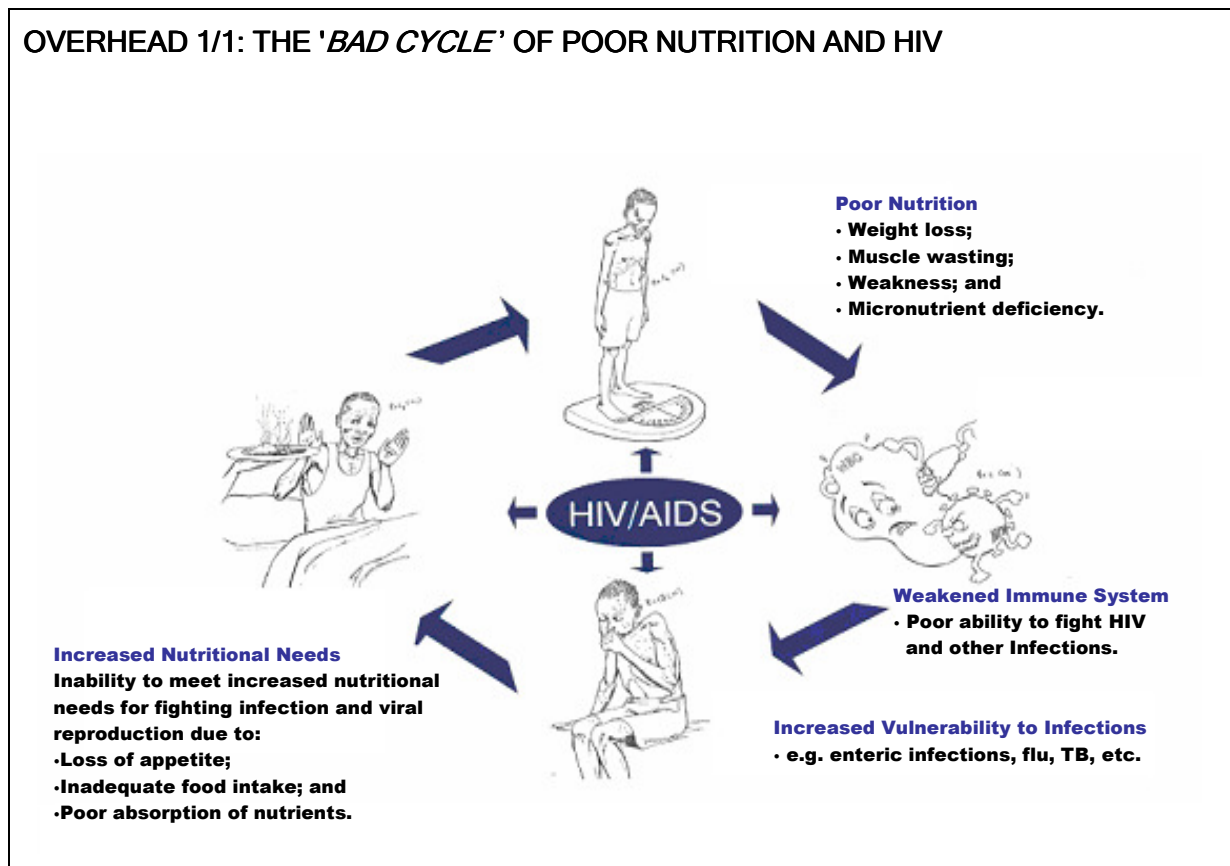 OVERHEAD 1/1: THE 'BAD CYCLE' OF POOR NUTRITION AND HIV
Poor Nutrition
• Weight loss;
• Muscle wasting;
• Weakness; and
• Micronutrient deficiency.
HIV/AIDS
Weakened Immune System
• Poor ability to fight HIV
and other Infections.
Increased Vulnerability to Infections
• e.g. enteric infections, flu, TB, etc.
Increased Nutritional Needs
Inability to meet increased nutritional
needs for fighting infection and viral
reproduction due to:
•Loss of appetite;
•Inadequate food intake; and
•Poor absorption of nutrients.